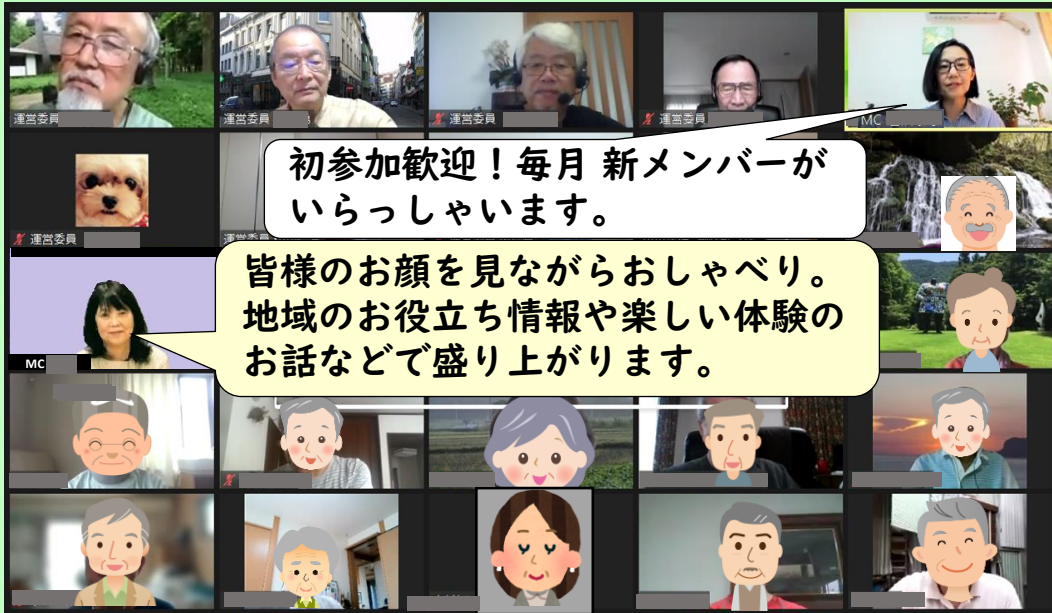 運営委員
運営委員
運営委員
運営委員
MC
初参加歓迎！毎月 新メンバーが
いらっしゃいます。
運営委員
運営委員
皆様のお顔を見ながらおしゃべり。
地域のお役立ち情報や楽しい体験の
お話などで盛り上がります。
MC